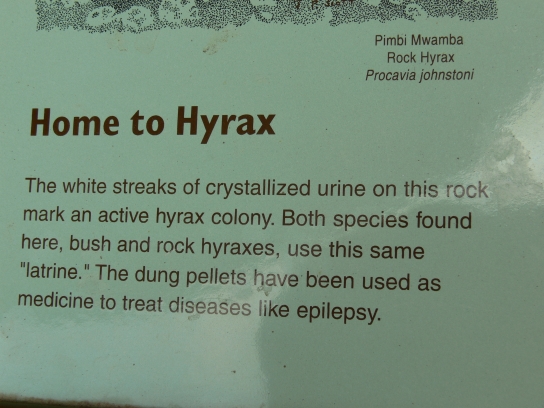 Pimbi Mwamba
Rock Hyrax
Procavia johnstoni
Home to Hyrax
The white streaks of crystallized urine on this rock
mark an active hyrax colony. Both species found
here, bush and rock hyraxes, use this same
"latrine." The dung pellets have been used as
medicine to treat diseases like epilepsy.